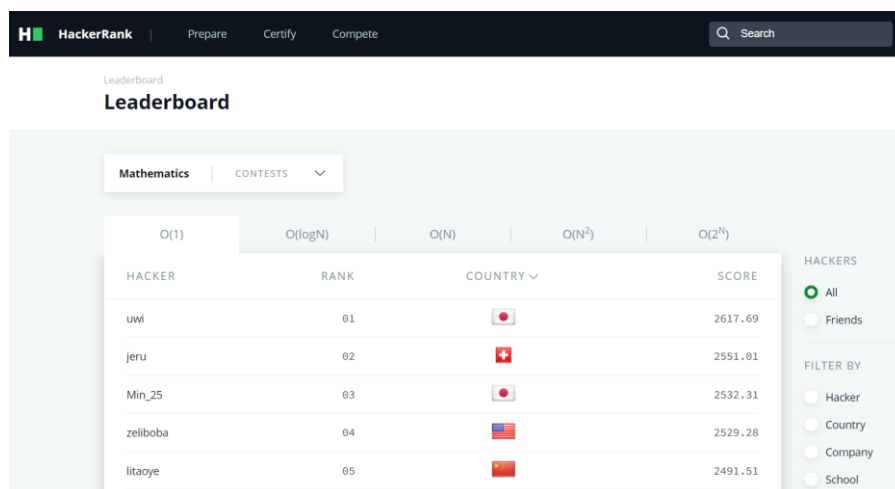 H HackerRank | Prepare Certify Compete Search
Leaderboard
Leaderboard
Mathematics | CONTESTS
O(1) O(logN) O(N) O(N²) O(2ᴺ)
HACKER RANK COUNTRY SCORE
uwi 01 2617.69
jeru 02 2551.01
Min_25 03 2532.31
zeliboba 04 2529.28
litaoye 05 2491.51
HACKERS
All
Friends
FILTER BY
Hacker
Country
Company
School